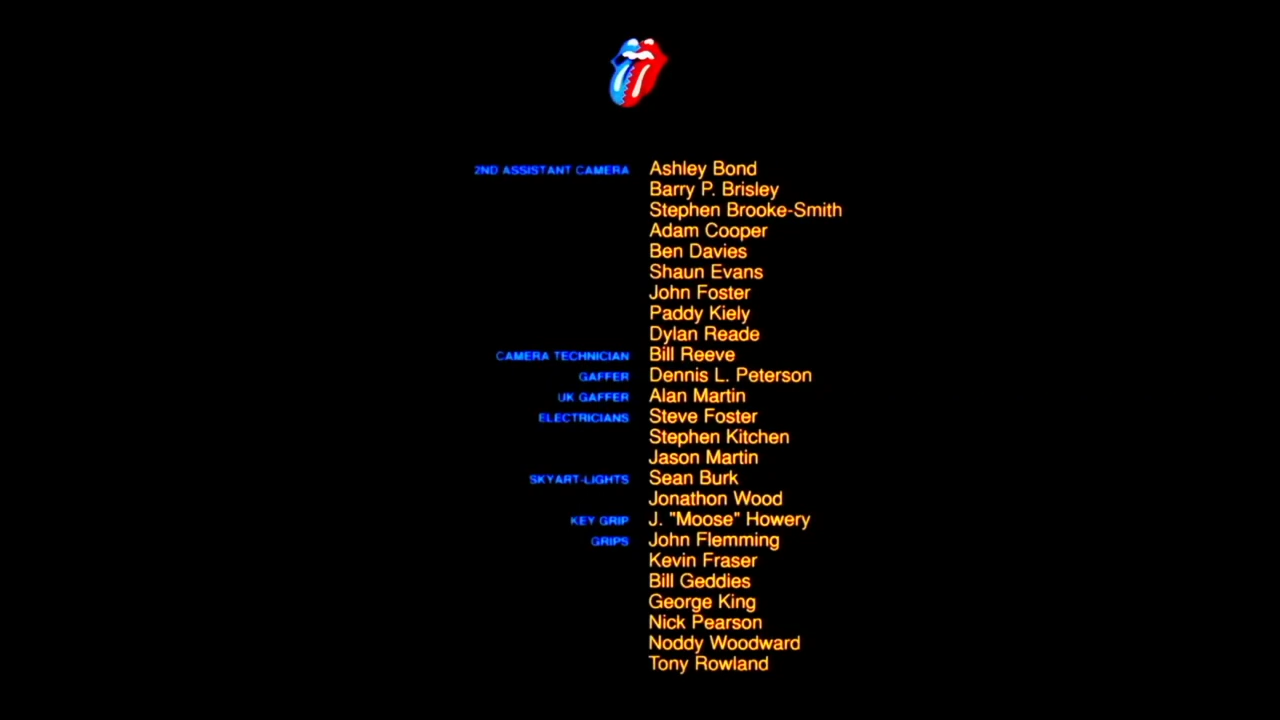 2ND ASSISTANT CAMERA Ashley Bond
Barry P. Brisley
Stephen Brooke-Smith
Adam Cooper
Ben Davies
Shaun Evans
John Foster
Paddy Kiely
Dylan Reade
CAMERA TECHNICIAN Bill Reeve
GAFFER Dennis L. Peterson
UK GAFFER Alan Martin
ELECTRICIANS Steve Foster
Stephen Kitchen
Jason Martin
SKYART-LIGHTS Sean Burk
Jonathon Wood
KEY GRIP J. "Moose" Howery
GRIPS John Flemming
Kevin Fraser
Bill Geddies
George King
Nick Pearson
Noddy Woodward
Tony Rowland